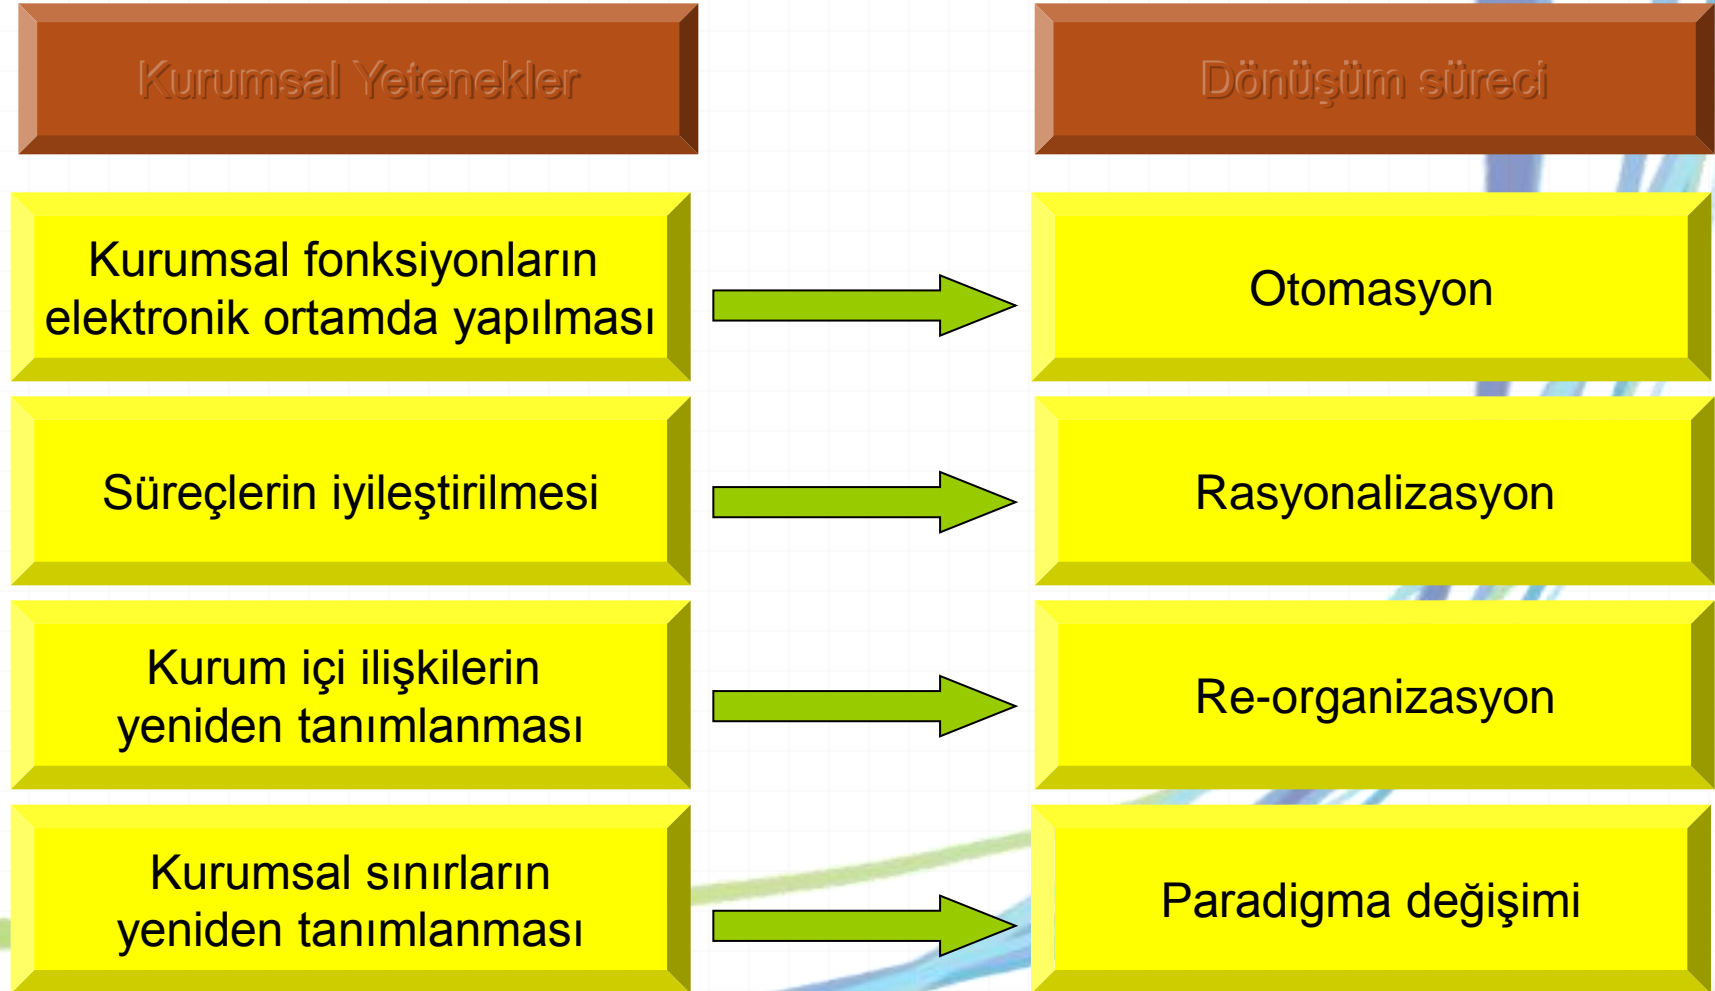 Kurumsal Yetenekler
Dönüşüm süreci
Kurumsal fonksiyonların
elektronik ortamda yapılması
Otomasyon
Süreçlerin iyileştirilmesi
Rasyonalizasyon
Kurum içi ilişkilerin
yeniden tanımlanması
Re-organizasyon
Kurumsal sınırların
yeniden tanımlanması
Paradigma değişimi